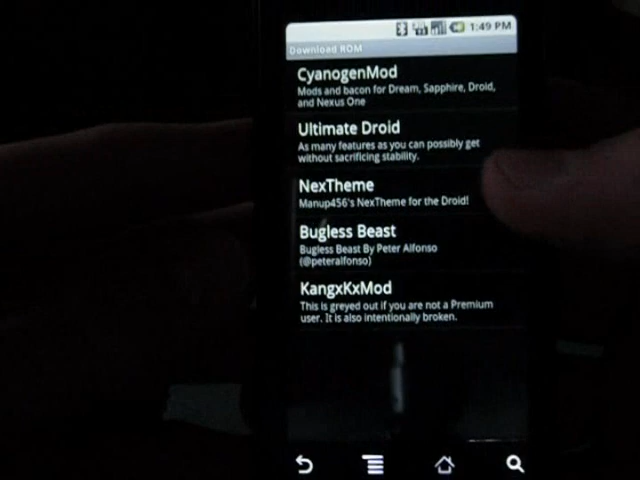 1:49 PM
Download ROM
CyanogenMod
Mods and bacon for Dream, Sapphire, Droid,
and Nexus One
Ultimate Droid
As many features as you can possibly get
without sacrificing stability.
NexTheme
Manup456's NexTheme for the Droid!
Bugless Beast
Bugless Beast By Peter Alfonso
(@peteralfonso)
KangxKxMod
This is greyed out if you are not a Premium
user. It is also intentionally broken.